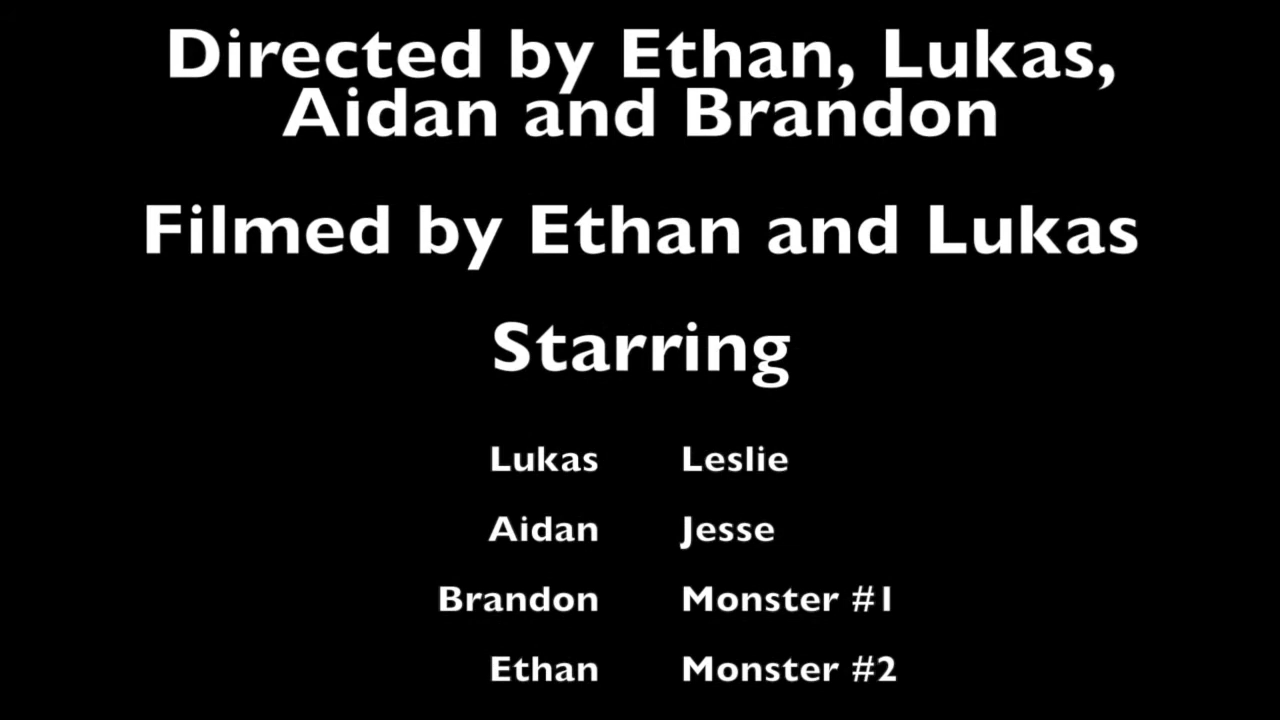 Directed by Ethan, Lukas,
Aidan and Brandon
Filmed by Ethan and Lukas
Starring
Lukas Leslie
Aidan Jesse
Brandon Monster #1
Ethan Monster #2